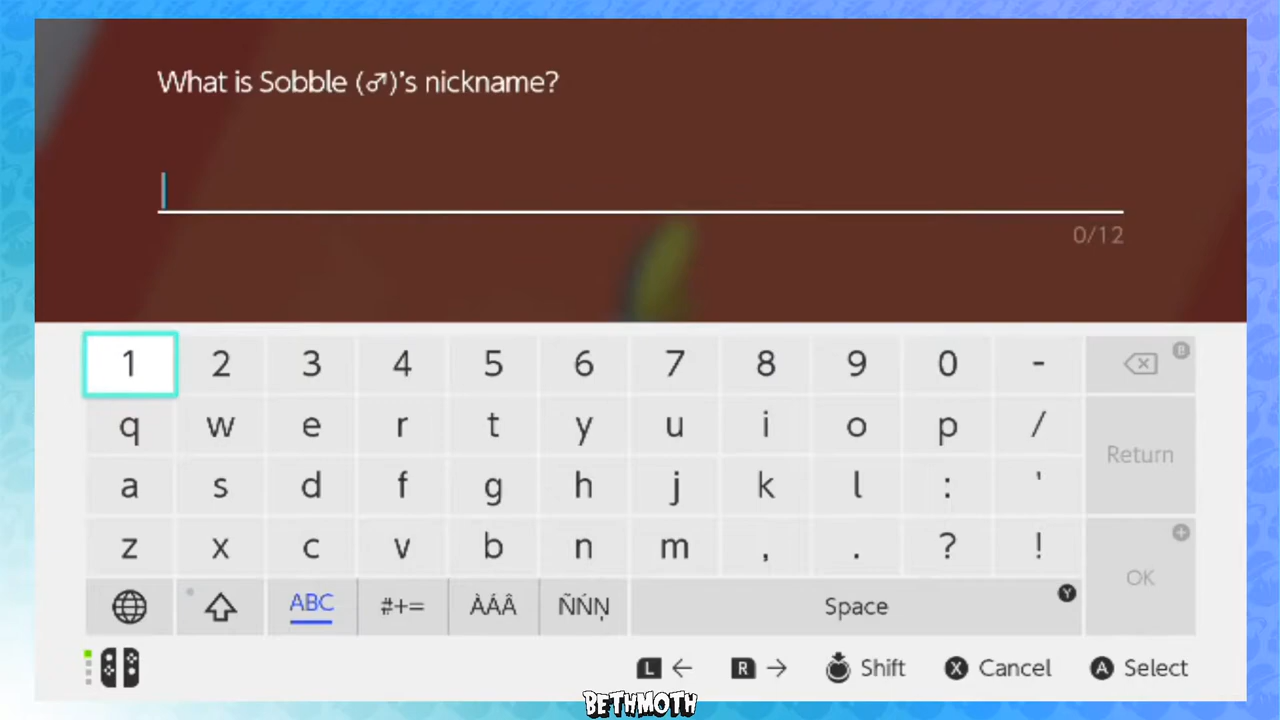 What is Sobble (♂)'s nickname?
0/12
1 2 3 4 5 6 7 8 9 0 - B
q w e r t y u i o p / Return
a s d f g h j k l : '
z x c v b n m , . ? ! + OK
ABC #+= ÀÁÂ ÑŃṆ Space Y
L ← R → Shift X Cancel A Select
BETHMOTH